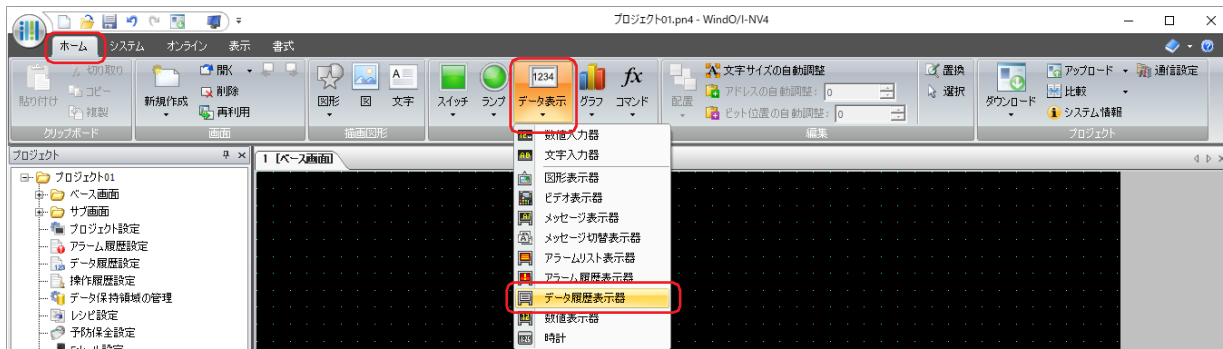 プロジェクト01.pn4 - WindO/I-NV4
ホーム システム オンライン 表示 書式
貼り付け 切り取り コピー 複製
クリップボード
新規作成 開く 削除 再利用
画面
図形 図 文字
描画図形
スイッチ ランプ データ表示 グラフ コマンド
1234
fx
配置 文字サイズの自動調整
アドレスの自動調整: 0
ビット位置の自動調整: 0
置換
選択
編集
ダウンロード アップロード 通信設定
比較
システム情報
プロジェクト
数値入力器
文字入力器
図形表示器
ビデオ表示器
メッセージ表示器
メッセージ切替表示器
アラームリスト表示器
アラーム履歴表示器
データ履歴表示器
数値表示器
時計
プロジェクト
プロジェクト01
ベース画面
サブ画面
プロジェクト設定
アラーム履歴設定
データ履歴設定
操作履歴設定
データ保持領域の管理
レシピ設定
予防保全設定
1 [ベース画面]